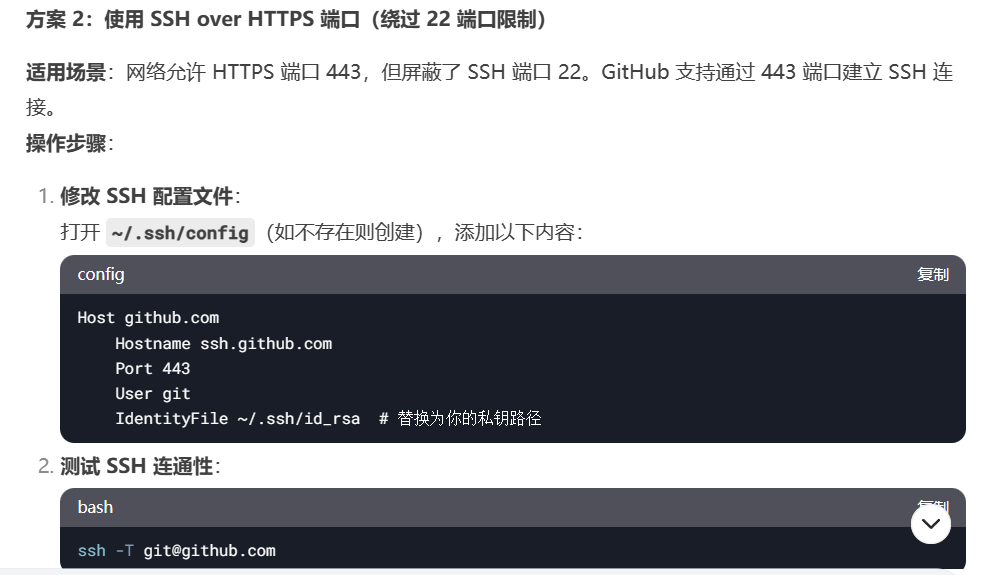 方案 2：使用 SSH over HTTPS 端口（绕过 22 端口限制）
适用场景：网络允许 HTTPS 端口 443，但屏蔽了 SSH 端口 22。GitHub 支持通过 443 端口建立 SSH 连
接。
操作步骤：
1. 修改 SSH 配置文件：
打开 ~/.ssh/config （如不存在则创建），添加以下内容：
config 复制
Host github.com
    Hostname ssh.github.com
    Port 443
    User git
    IdentityFile ~/.ssh/id_rsa  # 替换为你的私钥路径
2. 测试 SSH 连通性：
bash 复制
ssh -T git@github.com